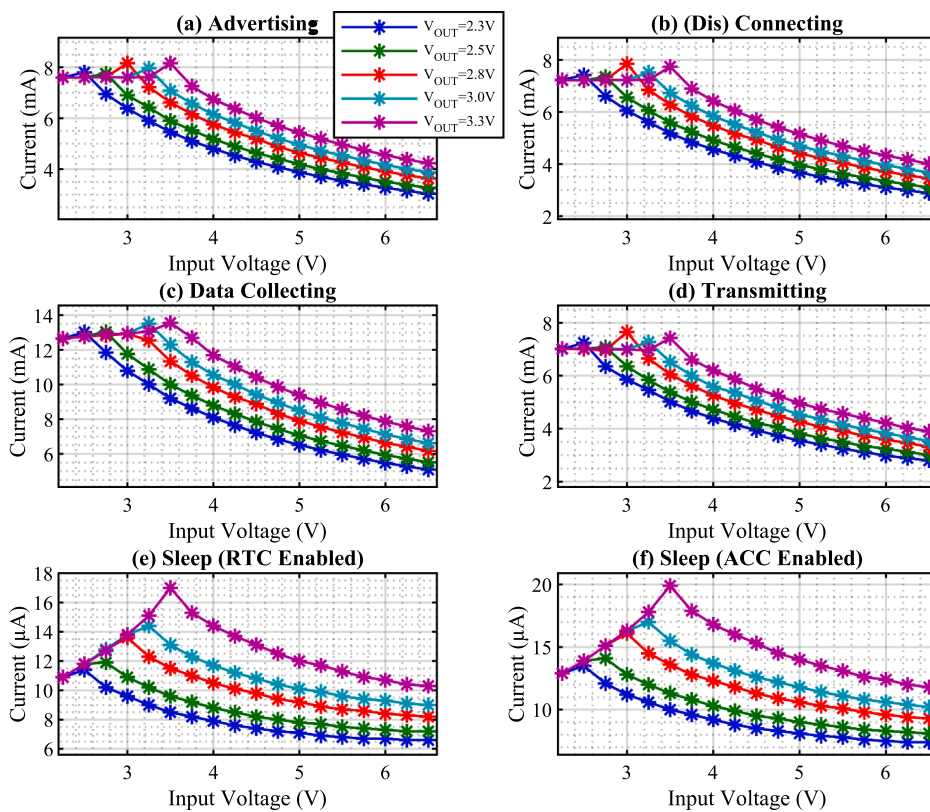 (a) Advertising
Current (mA)
8
6
4
3
4
5
6
Input Voltage (V)
V_OUT=2.3V
V_OUT=2.5V
V_OUT=2.8V
V_OUT=3.0V
V_OUT=3.3V
(b) (Dis) Connecting
Current (mA)
8
6
4
2
3
4
5
6
Input Voltage (V)
(c) Data Collecting
Current (mA)
14
12
10
8
6
3
4
5
6
Input Voltage (V)
(d) Transmitting
Current (mA)
8
6
4
2
3
4
5
6
Input Voltage (V)
(e) Sleep (RTC Enabled)
Current (µA)
18
16
14
12
10
8
6
3
4
5
6
Input Voltage (V)
(f) Sleep (ACC Enabled)
Current (µA)
20
15
10
3
4
5
6
Input Voltage (V)